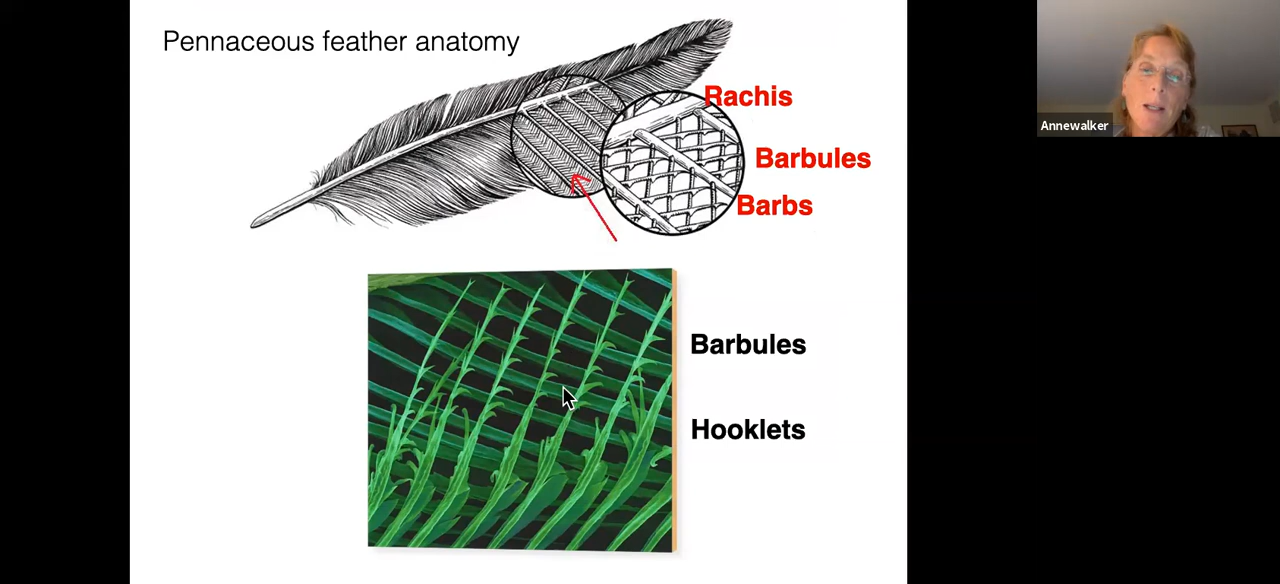 Pennaceous feather anatomy
Rachis
Annewalker
Barbules
Barbs
Barbules
Hooklets